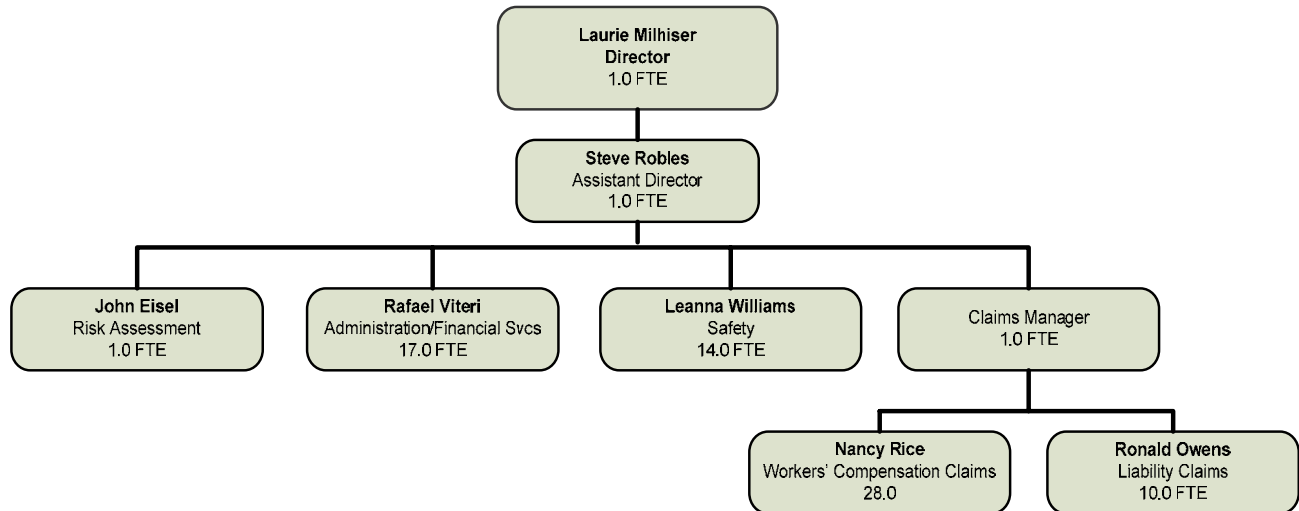 Laurie Milhiser
Director
1.0 FTE
Steve Robles
Assistant Director
1.0 FTE
John Eisel
Risk Assessment
1.0 FTE
Rafael Viteri
Administration/Financial Svcs
17.0 FTE
Leanna Williams
Safety
14.0 FTE
Claims Manager
1.0 FTE
Nancy Rice
Workers' Compensation Claims
28.0
Ronald Owens
Liability Claims
10.0 FTE